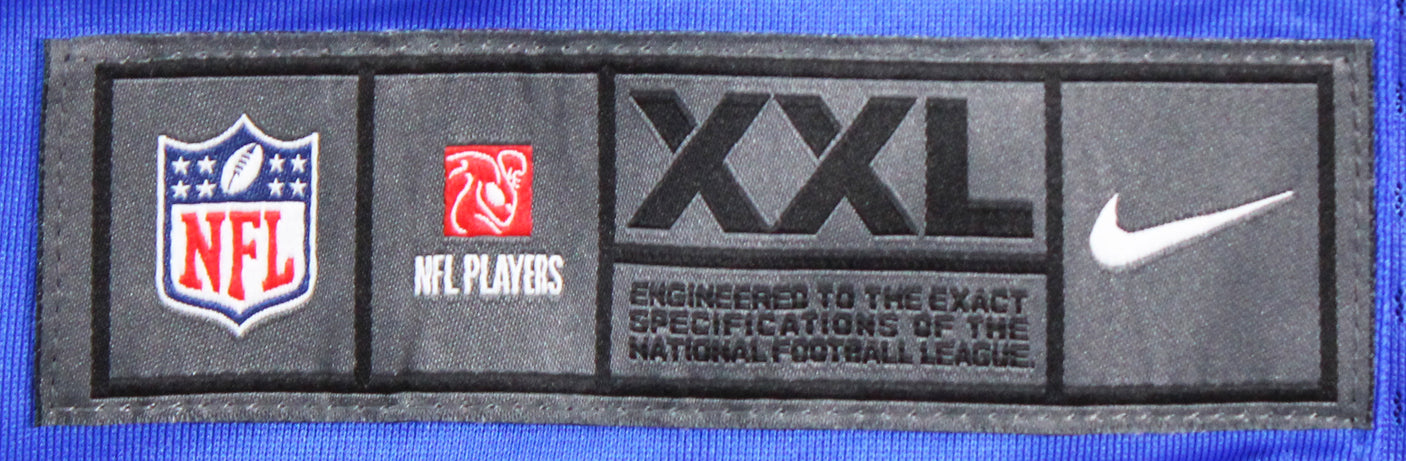 NFL
NFL PLAYERS
XXL
ENGINEERED TO THE EXACT
SPECIFICATIONS OF THE
NATIONAL FOOTBALL LEAGUE.